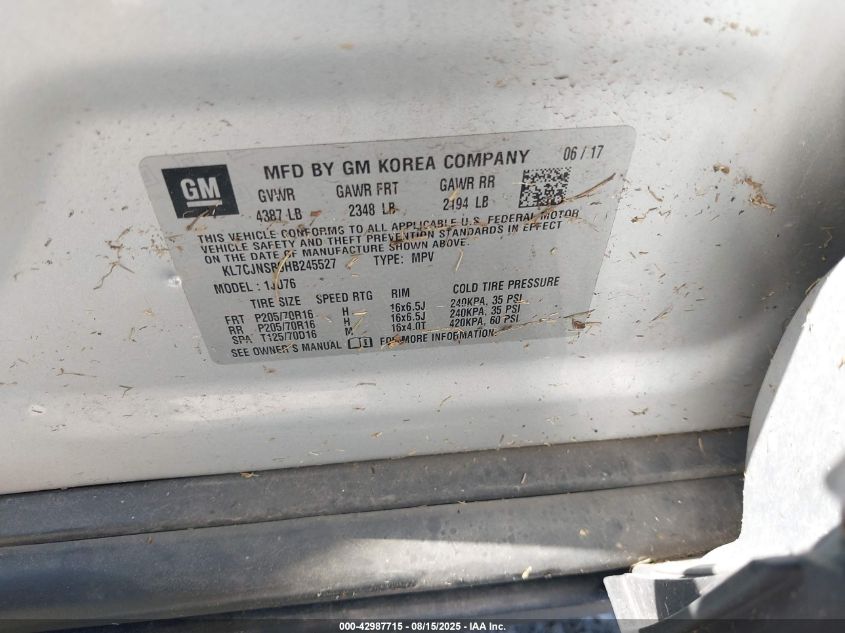 GM
MFD BY GM KOREA COMPANY 06 / 17
GVWR GAWR FRT GAWR RR
4387 LB 2348 LB 2194 LB
THIS VEHICLE CONFORMS TO ALL APPLICABLE U.S. FEDERAL MOTOR
VEHICLE SAFETY AND THEFT PREVENTION STANDARDS IN EFFECT
ON THE DATE OF MANUFACTURE SHOWN ABOVE.
TYPE: MPV
MODEL:
TIRE SIZE SPEED RTG RIM COLD TIRE PRESSURE
FRT P205/70R16 H 16x6.5J 240KPA, 35 PSI
RR P205/70R16 H 16x6.5J 240KPA, 35 PSI
SPA T125/70D16 M 16x4.0T 420KPA, 60 PSI
SEE OWNER'S MANUAL FOR MORE INFORMATION.
000-42987715 - 08/15/2025 - IAA Inc.